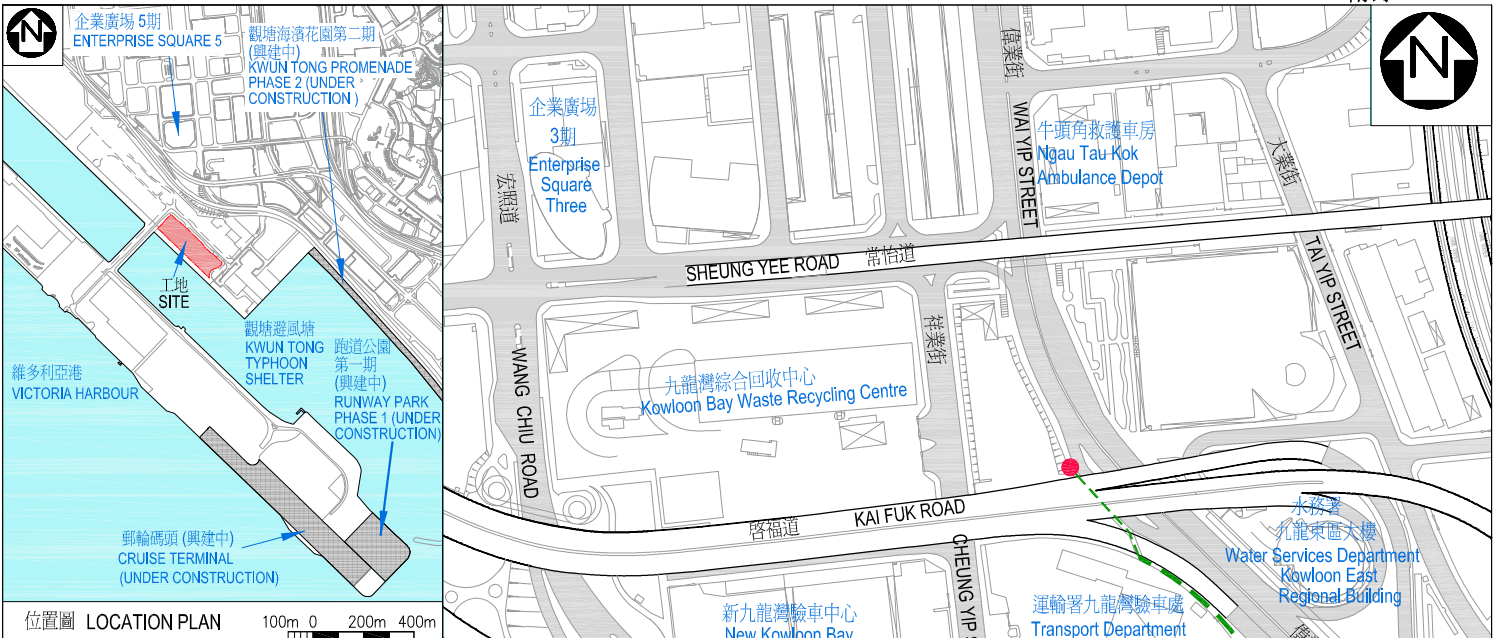 N
企業廣場 5期
ENTERPRISE SQUARE 5
觀塘海濱花園第二期
(興建中)
KWUN TONG PROMENADE
PHASE 2 (UNDER
CONSTRUCTION )
工地
SITE
觀塘避風塘
KWUN TONG
TYPHOON
SHELTER
跑道公園
第一期
(興建中)
RUNWAY PARK
PHASE 1 (UNDER
CONSTRUCTION)
維多利亞港
VICTORIA HARBOUR
郵輪碼頭 (興建中)
CRUISE TERMINAL
(UNDER CONSTRUCTION)
位置圖 LOCATION PLAN
100m 0 200m 400m
N
企業廣場
3期
Enterprise
Square
Three
宏照道
偉業街
WAI YIP STREET
牛頭角救護車房
Ngau Tau Kok
Ambulance Depot
大業街
TAI YIP STREET
SHEUNG YEE ROAD 常怡道
祥業街
WANG CHIU ROAD
九龍灣綜合回收中心
Kowloon Bay Waste Recycling Centre
啓福道 KAI FUK ROAD
CHEUNG YIP
水務署
九龍東區大樓
Water Services Department
Kowloon East
Regional Building
新九龍灣驗車中心
New Kowloon Bay
運輸署九龍灣驗車處
Transport Department